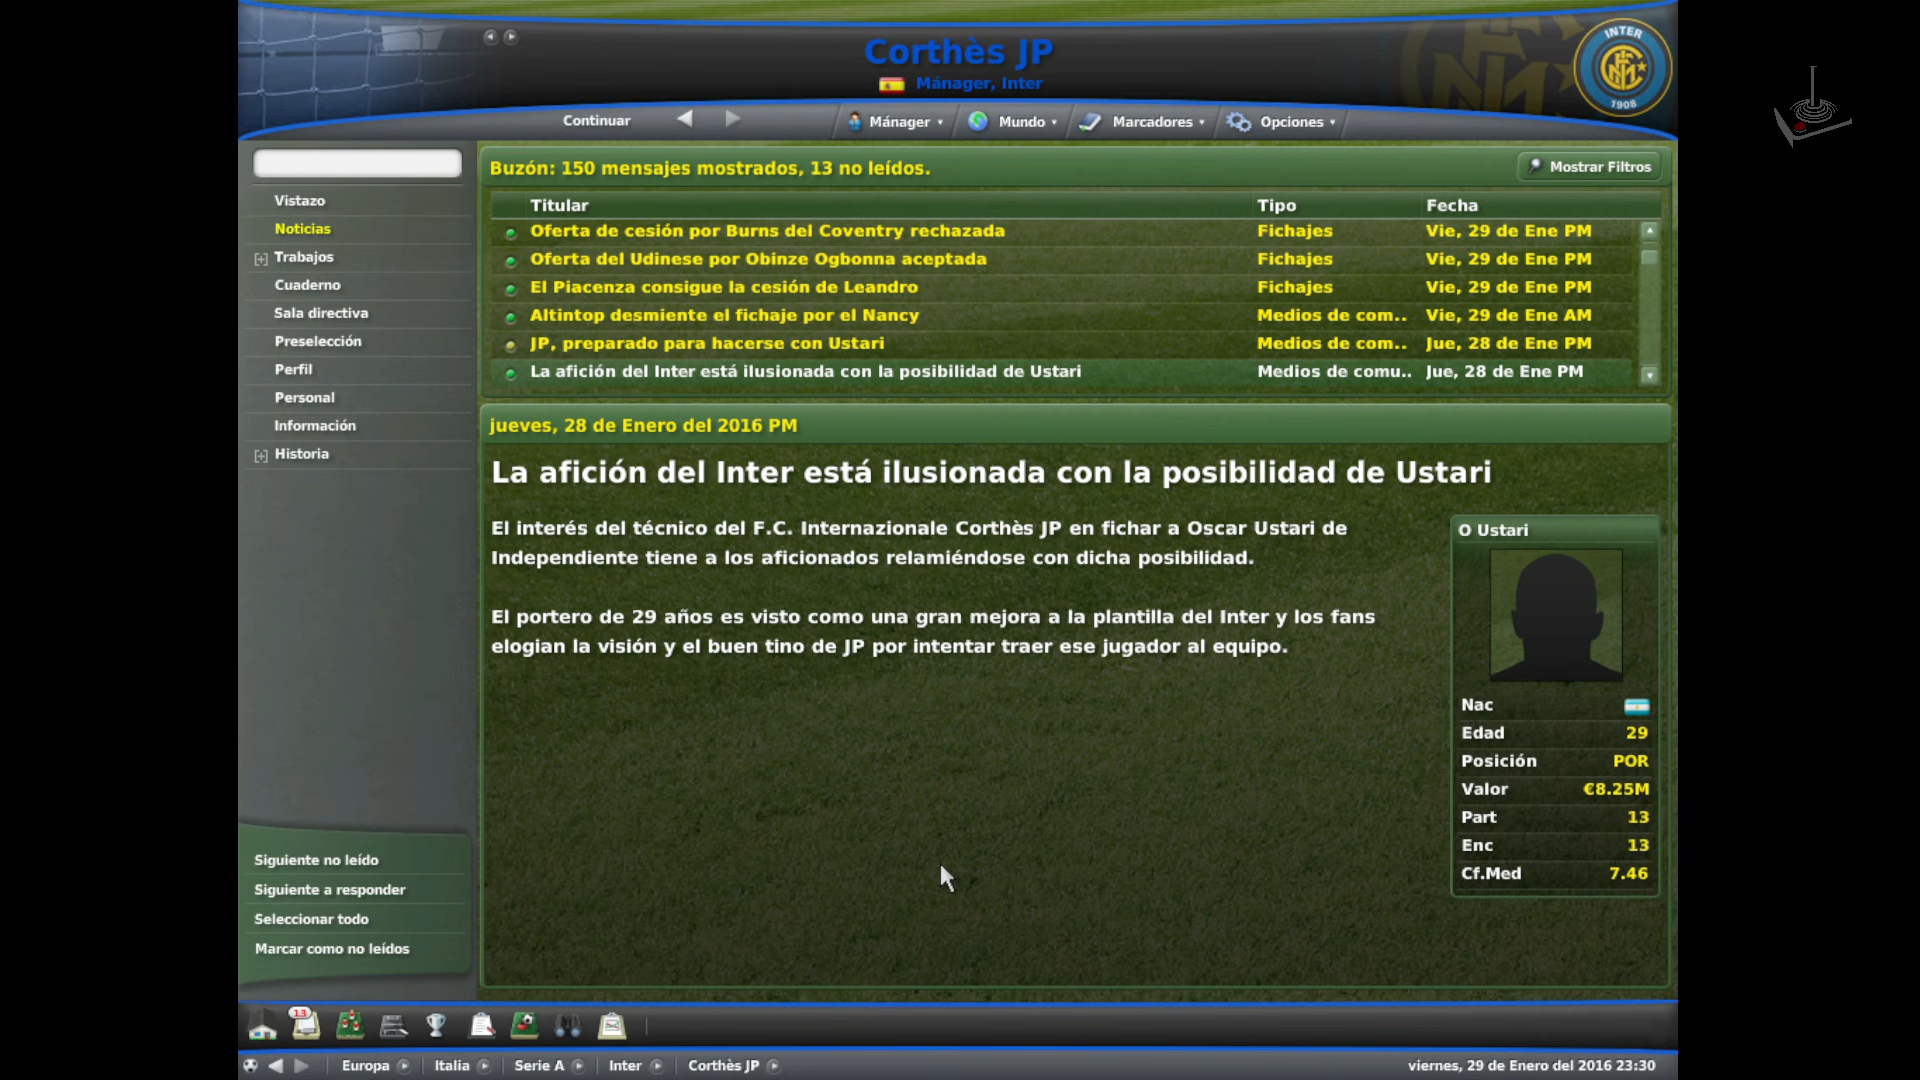 Corthès JP
Mánager, Inter
INTER
1908
Continuar
Mánager
Mundo
Marcadores
Opciones
Vistazo
Noticias
[+] Trabajos
Cuaderno
Sala directiva
Preselección
Perfil
Personal
Información
[+] Historia
Buzón: 150 mensajes mostrados, 13 no leídos.
Mostrar Filtros
Titular Tipo Fecha
Oferta de cesión por Burns del Coventry rechazada Fichajes Vie, 29 de Ene PM
Oferta del Udinese por Obinze Ogbonna aceptada Fichajes Vie, 29 de Ene PM
El Piacenza consigue la cesión de Leandro Fichajes Vie, 29 de Ene PM
Altintop desmiente el fichaje por el Nancy Medios de com.. Vie, 29 de Ene AM
JP, preparado para hacerse con Ustari Medios de com.. Jue, 28 de Ene PM
La afición del Inter está ilusionada con la posibilidad de Ustari Medios de comu.. Jue, 28 de Ene PM
jueves, 28 de Enero del 2016 PM
La afición del Inter está ilusionada con la posibilidad de Ustari
El interés del técnico del F.C. Internazionale Corthès JP en fichar a Oscar Ustari de
Independiente tiene a los aficionados relamiéndose con dicha posibilidad.
El portero de 29 años es visto como una gran mejora a la plantilla del Inter y los fans
elogian la visión y el buen tino de JP por intentar traer ese jugador al equipo.
O Ustari
Nac
Edad 29
Posición POR
Valor €8.25M
Part 13
Enc 13
Cf.Med 7.46
Siguiente no leído
Siguiente a responder
Seleccionar todo
Marcar como no leídos
13
Europa
Italia
Serie A
Inter
Corthès JP
viernes, 29 de Enero del 2016 23:30